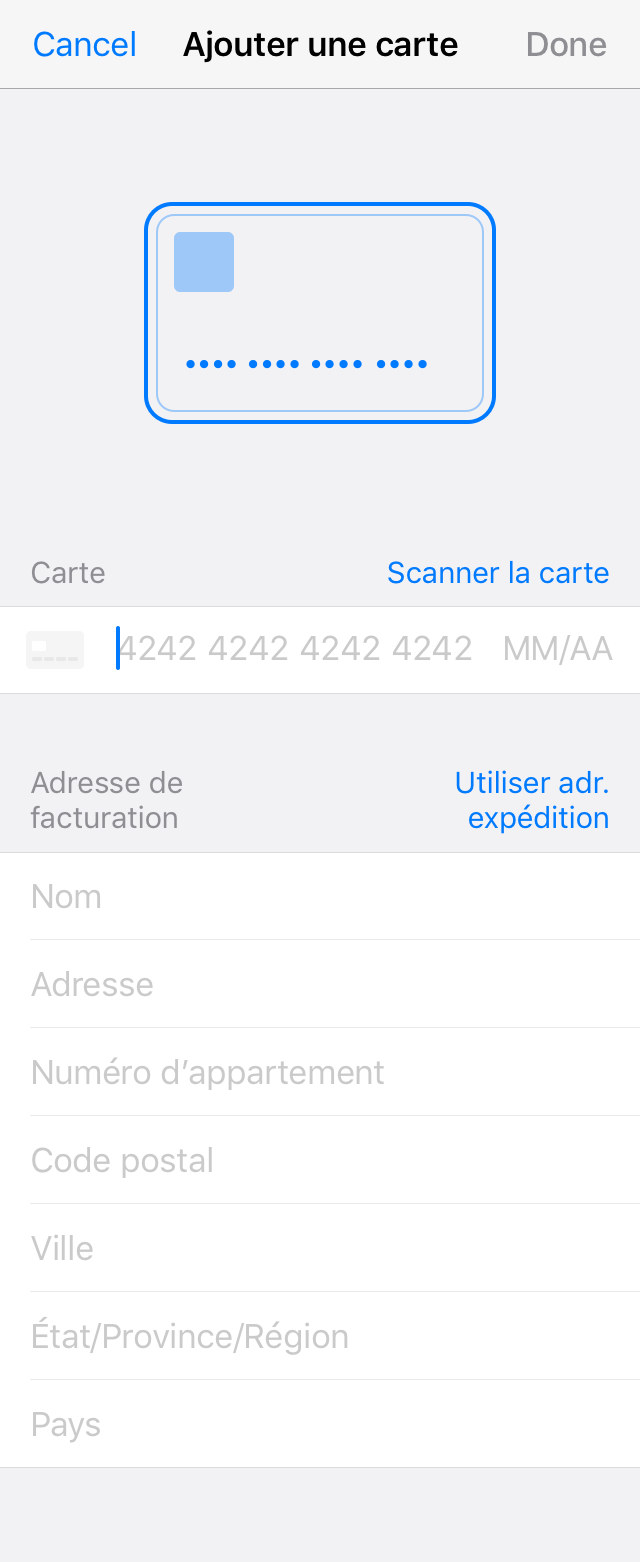 Cancel Ajouter une carte Done
Carte Scanner la carte
4242 4242 4242 4242 MM/AA
Adresse de facturation
Utiliser adr. expédition
Nom
Adresse
Numéro d’appartement
Code postal
Ville
État/Province/Région
Pays